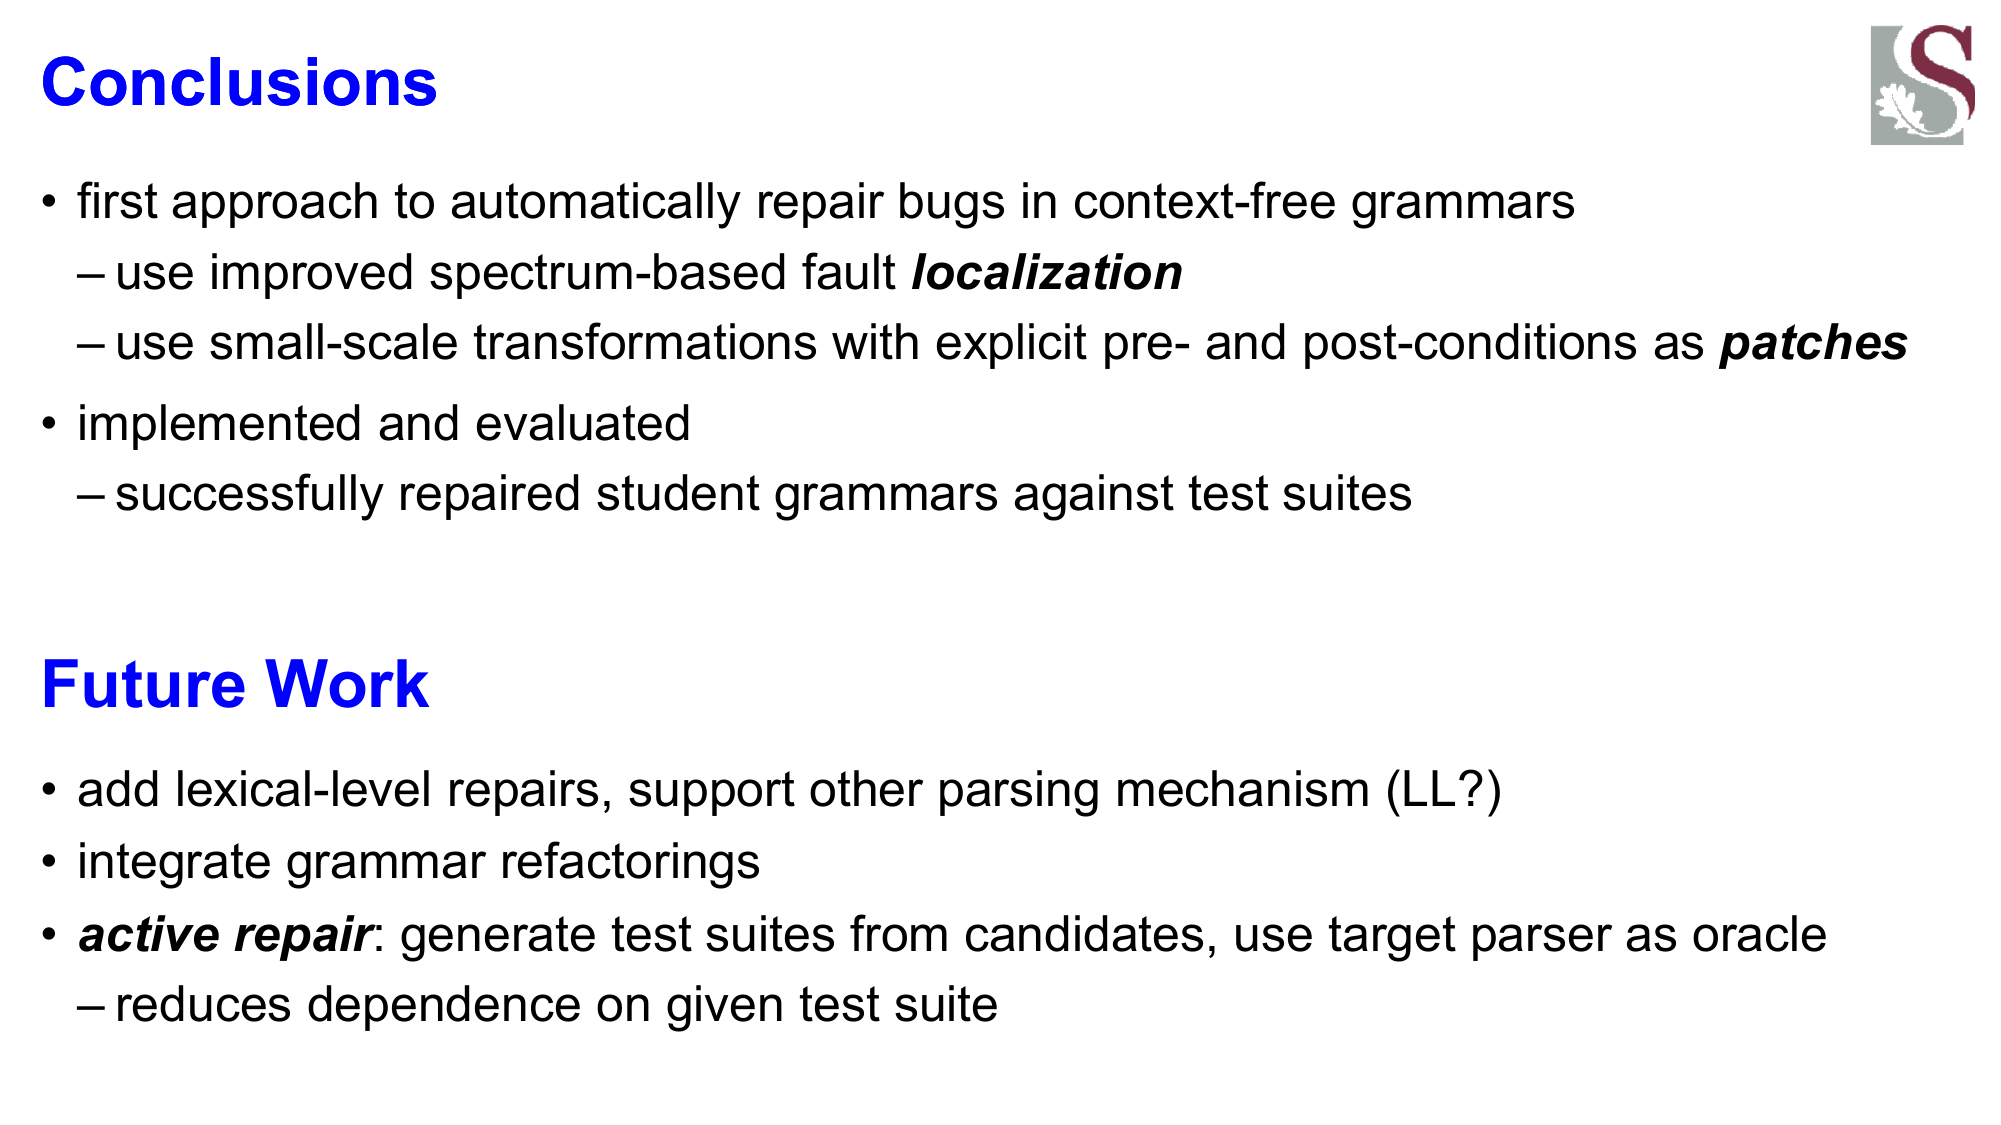 Conclusions
• first approach to automatically repair bugs in context-free grammars
– use improved spectrum-based fault localization
– use small-scale transformations with explicit pre- and post-conditions as patches
• implemented and evaluated
– successfully repaired student grammars against test suites
Future Work
• add lexical-level repairs, support other parsing mechanism (LL?)
• integrate grammar refactorings
• active repair: generate test suites from candidates, use target parser as oracle
– reduces dependence on given test suite